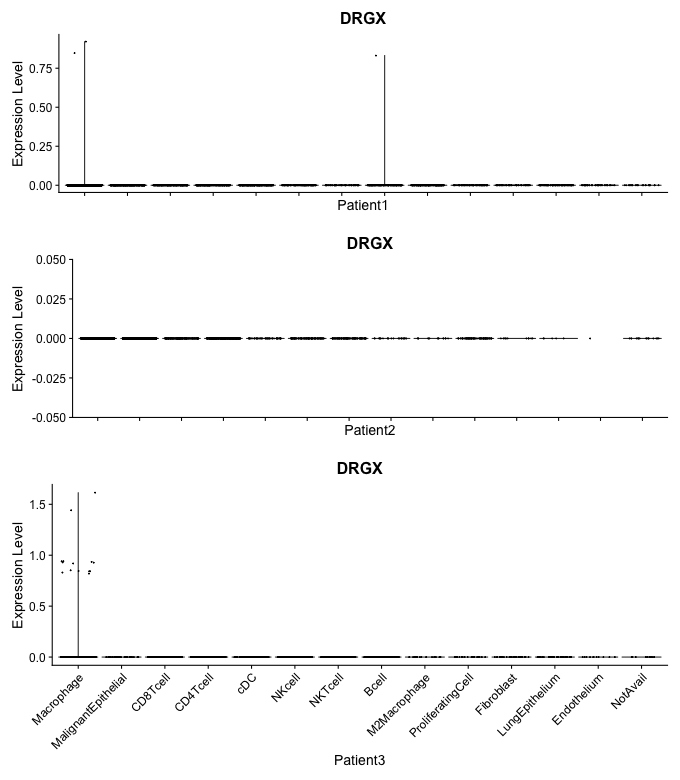 DRGX
Expression Level
0.75
0.50
0.25
0.00
Patient1
DRGX
Expression Level
0.050
0.025
0.000
-0.025
-0.050
Patient2
DRGX
Expression Level
1.5
1.0
0.5
0.0
Macrophage
MalignantEpithelial
CD8Tcell
CD4Tcell
cDC
NKcell
NKTcell
Bcell
M2Macrophage
ProliferatingCell
Fibroblast
LungEpithelium
Endothelium
NotAvail
Patient3